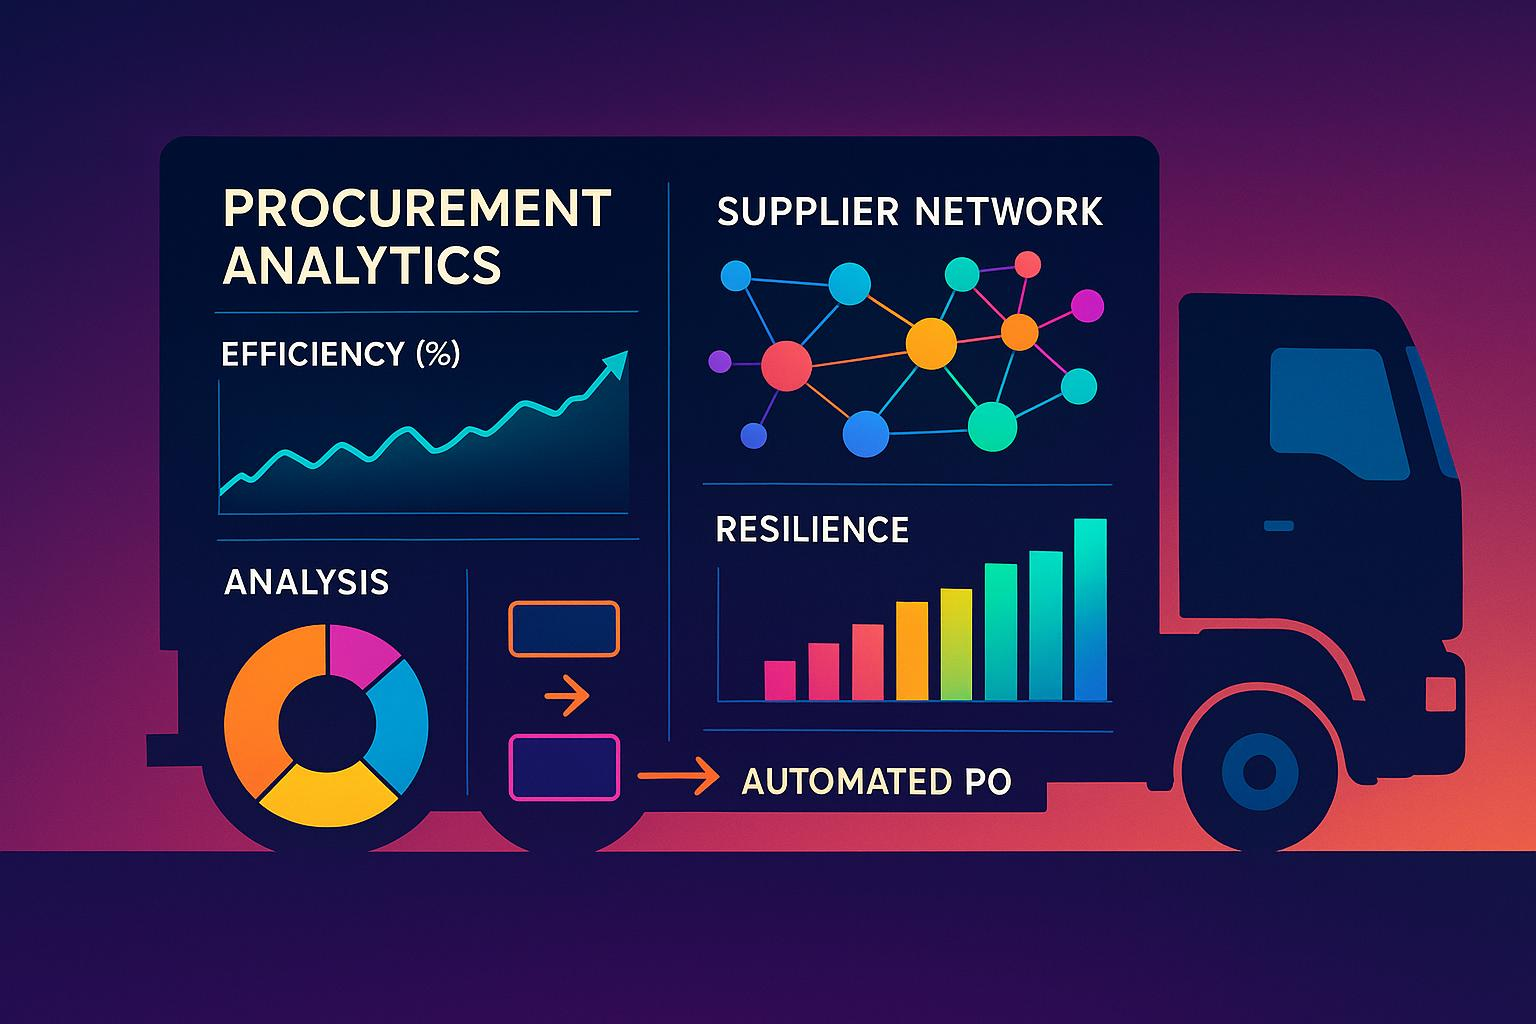 PROCUREMENT
ANALYTICS
EFFICIENCY (%)
ANALYSIS
SUPPLIER NETWORK
RESILIENCE
AUTOMATED PO